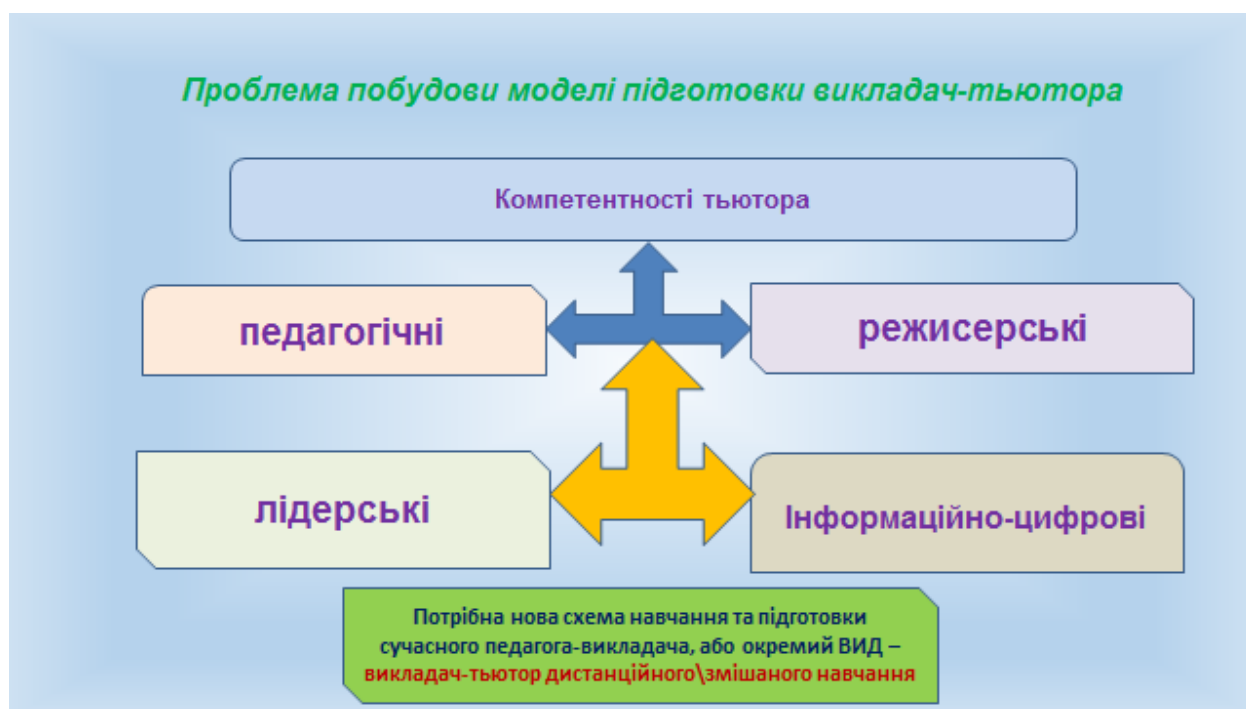 Проблема побудови моделі підготовки викладач-тьютора
Компетентності тьютора
педагогічні
режисерські
лідерські
Інформаційно-цифрові
Потрібна нова схема навчання та підготовки
сучасного педагога-викладача, або окремий ВИД –
викладач-тьютор дистанційного\змішаного навчання